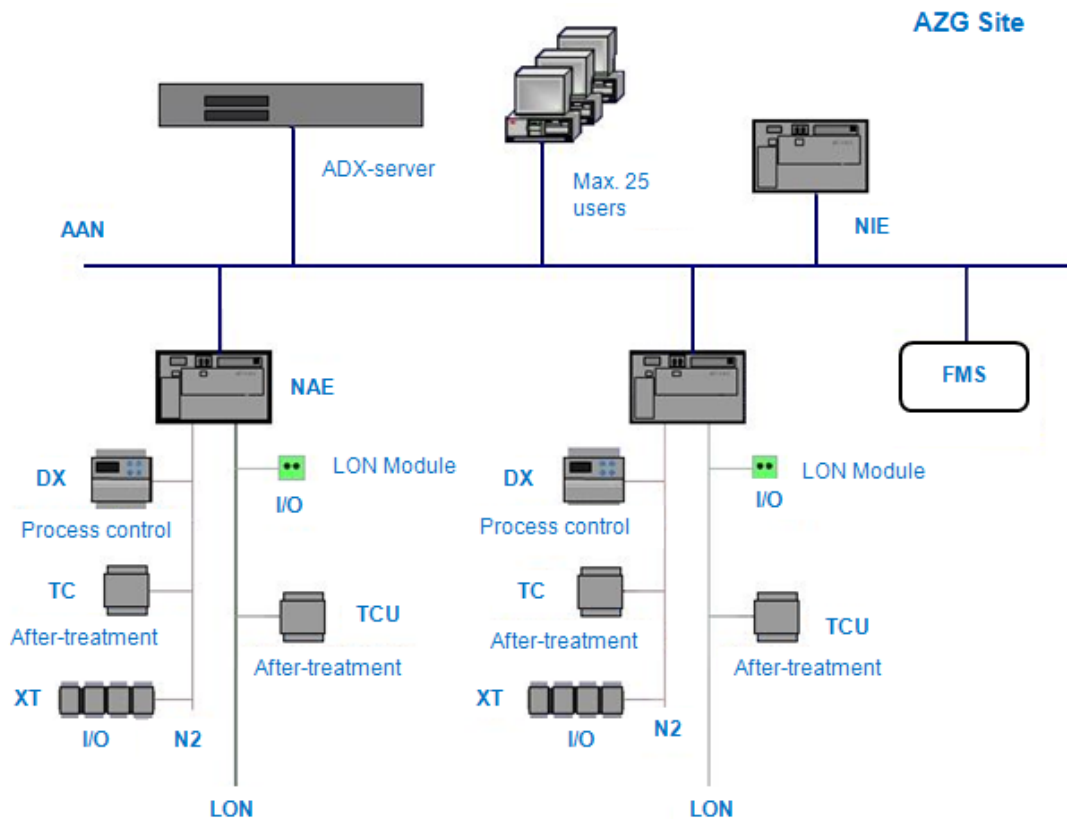 AZG Site
ADX-server
Max. 25
users
AAN
NIE
NAE
FMS
DX
LON Module
I/O
Process control
TC
TCU
After-treatment
After-treatment
XT
I/O
N2
LON
DX
LON Module
I/O
Process control
TC
TCU
After-treatment
After-treatment
XT
I/O
N2
LON